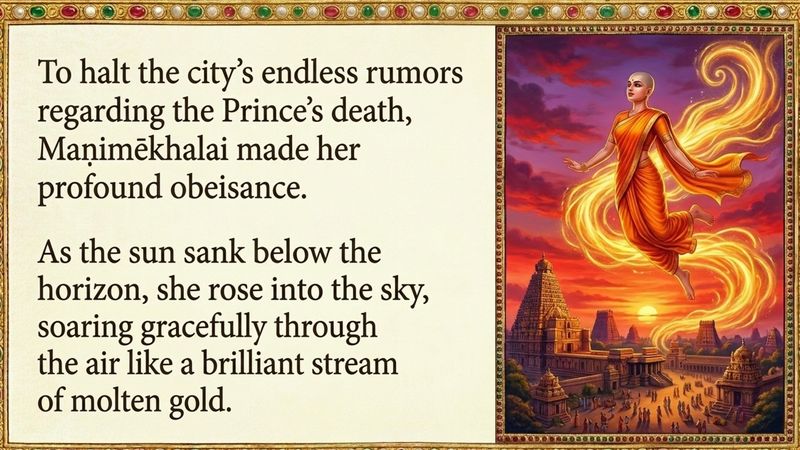 To halt the city’s endless rumors
regarding the Prince’s death,
Maṇimēkhalai made her
profound obeisance.
As the sun sank below the
horizon, she rose into the sky,
soaring gracefully through
the air like a brilliant stream
of molten gold.